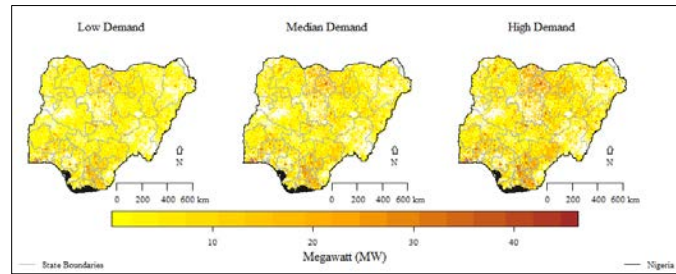 Low Demand Median Demand High Demand
N N N
0 200 400 600 km 0 200 400 600 km 0 200 400 600 km
10 20 30 40
Megawatt (MW)
State Boundaries Nigeria